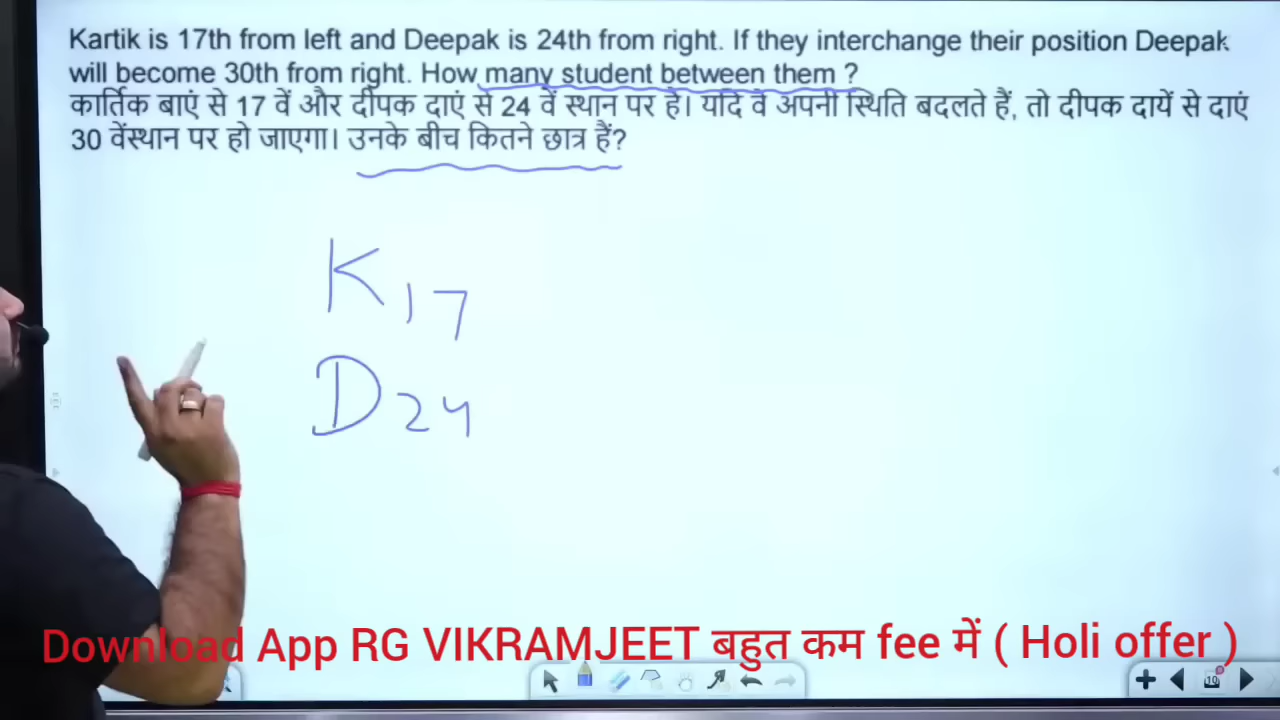 Kartik is 17th from left and Deepak is 24th from right. If they interchange their position Deepak
will become 30th from right. How many student between them ?
कार्तिक बाएं से 17 वें और दीपक दाएं से 24 वें स्थान पर है। यदि वे अपनी स्थिति बदलते हैं, तो दीपक दायें से दाएं
30 वेंस्थान पर हो जाएगा। उनके बीच कितने छात्र हैं?
K 17
D 24
Download App RG VIKRAMJEET बहुत कम fee में ( Holi offer )